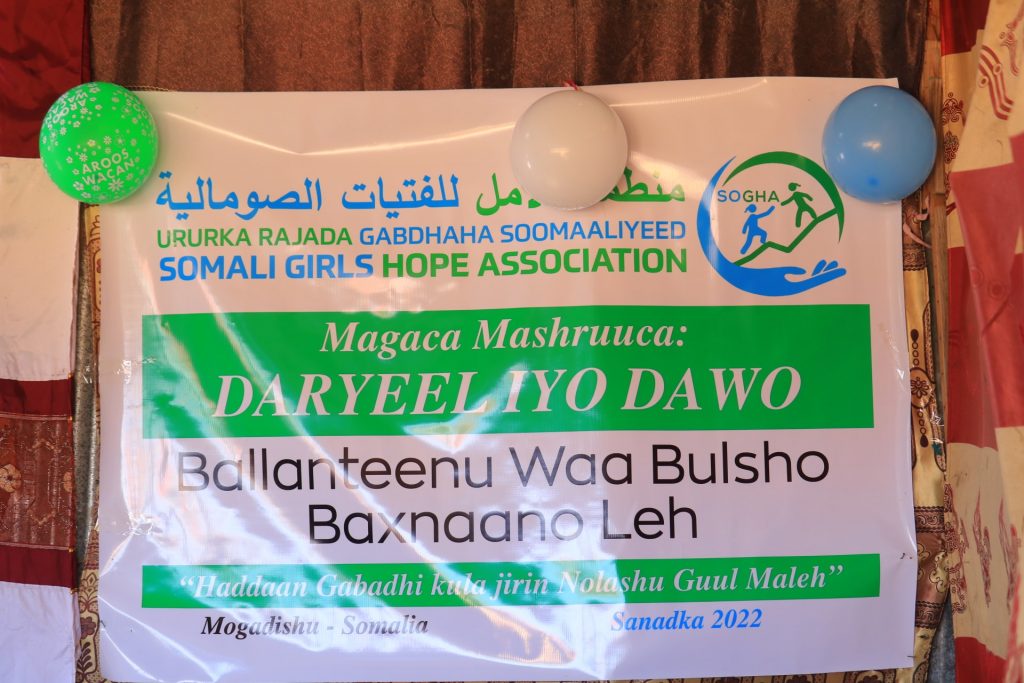 AROOS
WACAN
للفتيات الصومالية
SOGHA
URURKA RAJADA GABDHAHA SOOMAALIYEED
SOMALI GIRLS HOPE ASSOCIATION
Magaca Mashruuca:
DARYEEL IYO DAWO
Ballanteenu Waa Bulsho
Baxnaano Leh
“Haddaan Gabadhi kula jirin Nolashu Guul Maleh”
Mogadishu - Somalia
Sanadka 2022